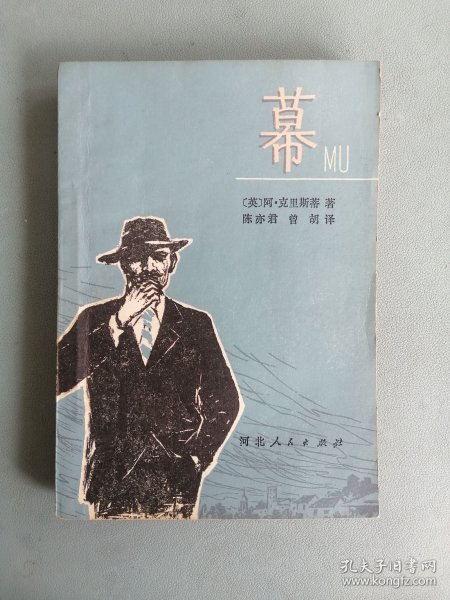 幕
MU
〔英〕阿·克里斯蒂 著
陈亦君 曾胡 译
河北人民出版社
孔夫子旧书网
www.kongfz.com